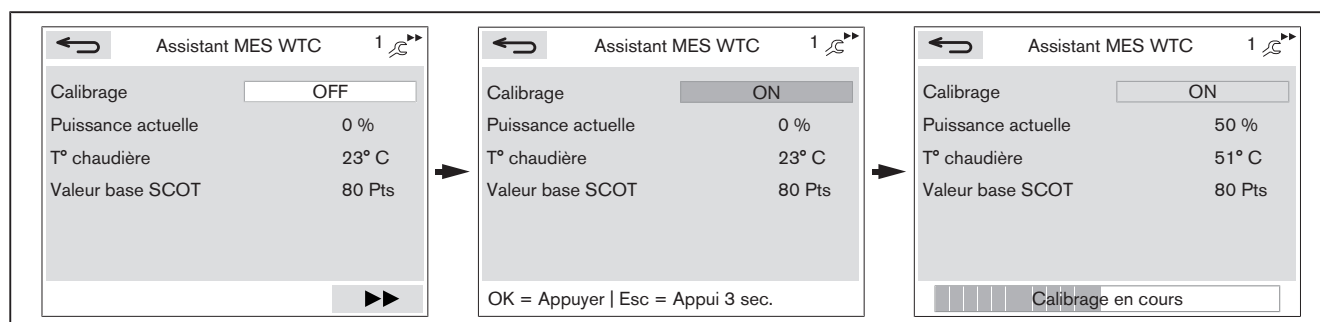 Assistant MES WTC 1
Calibrage OFF
Puissance actuelle 0 %
T° chaudière 23° C
Valeur base SCOT 80 Pts
Assistant MES WTC 1
Calibrage ON
Puissance actuelle 0 %
T° chaudière 23° C
Valeur base SCOT 80 Pts
OK = Appuyer | Esc = Appui 3 sec.
Assistant MES WTC 1
Calibrage ON
Puissance actuelle 50 %
T° chaudière 51° C
Valeur base SCOT 80 Pts
Calibrage en cours